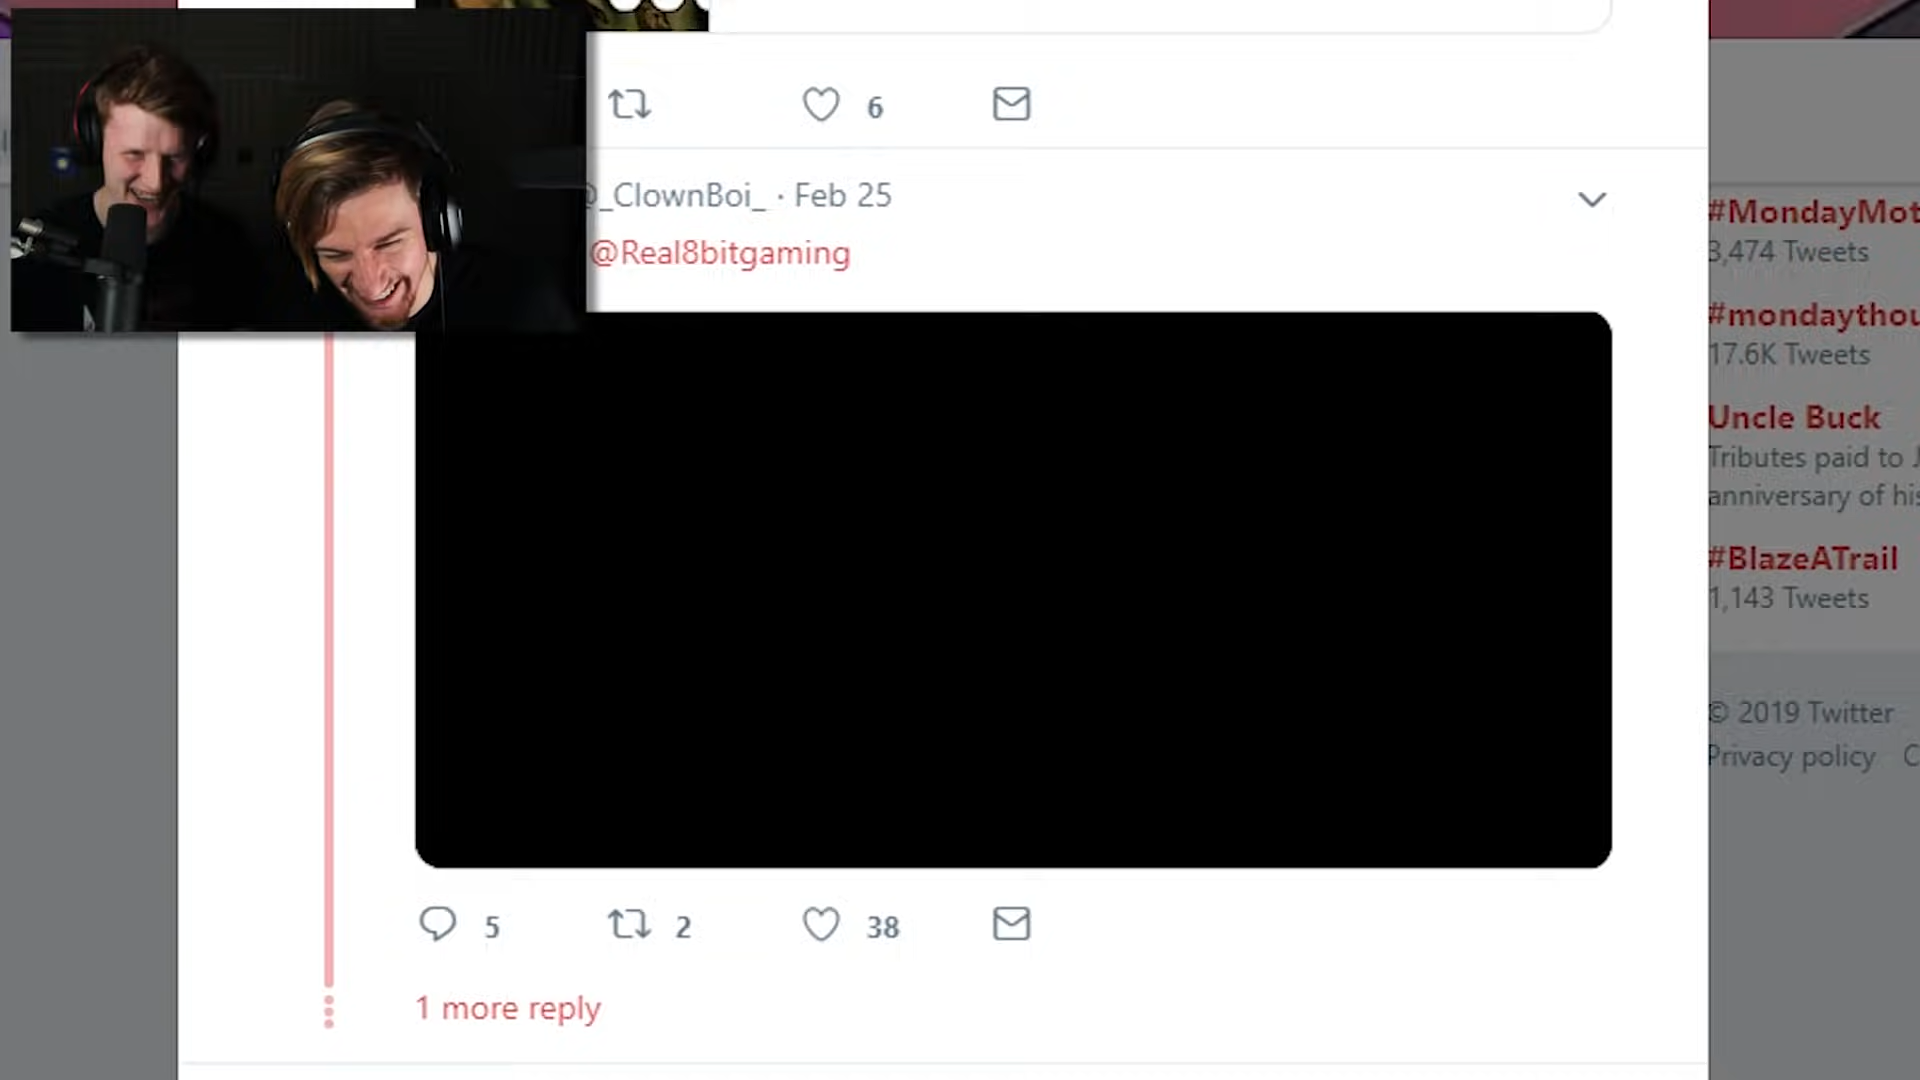 6
@_ClownBoi_ · Feb 25
@Real8bitgaming
5 2 38
1 more reply
#MondayMot
3,474 Tweets
#mondaythou
17.6K Tweets
Uncle Buck
Tributes paid to J
anniversary of his
#BlazeATrail
1,143 Tweets
© 2019 Twitter
Privacy policy C